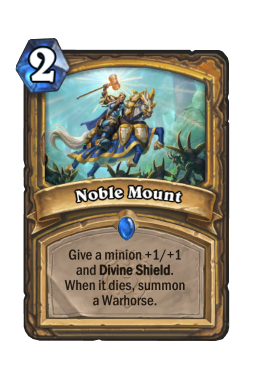 2
Noble Mount
Give a minion +1/+1
and Divine Shield.
When it dies, summon
a Warhorse.